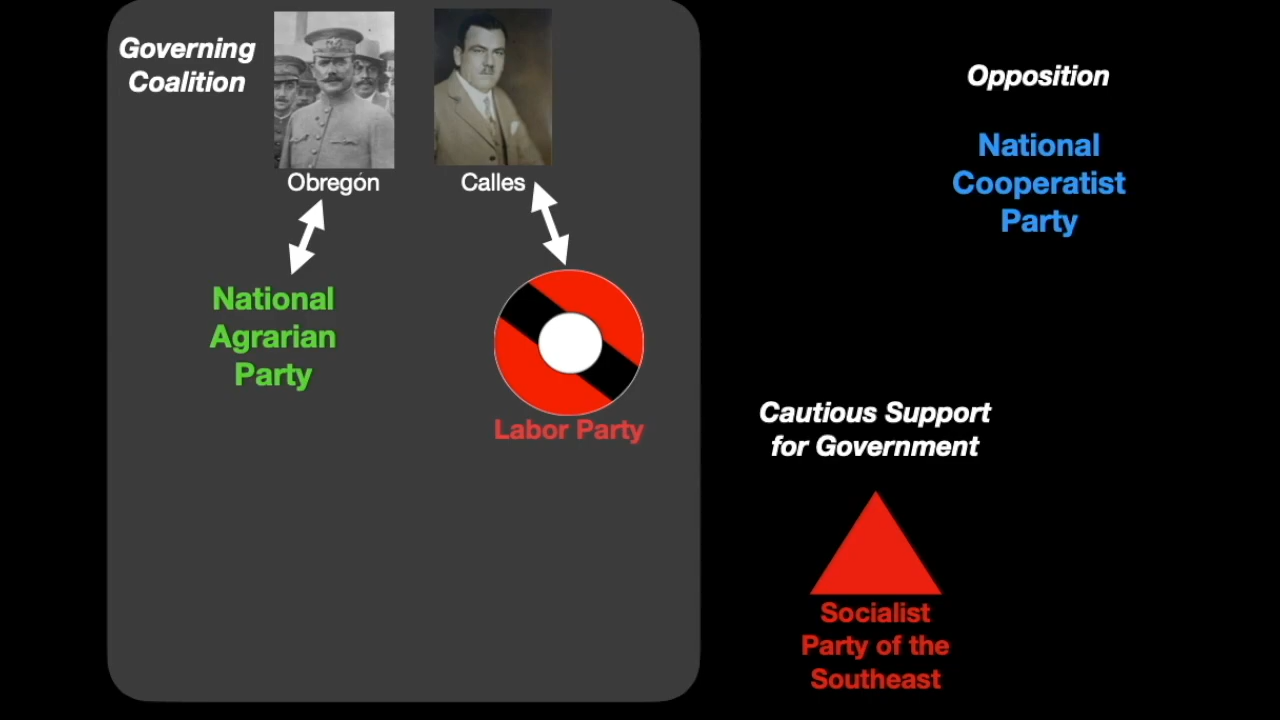 Governing
Coalition
Obregón
Calles
National
Agrarian
Party
Labor Party
Opposition
National
Cooperatist
Party
Cautious Support
for Government
Socialist
Party of the
Southeast